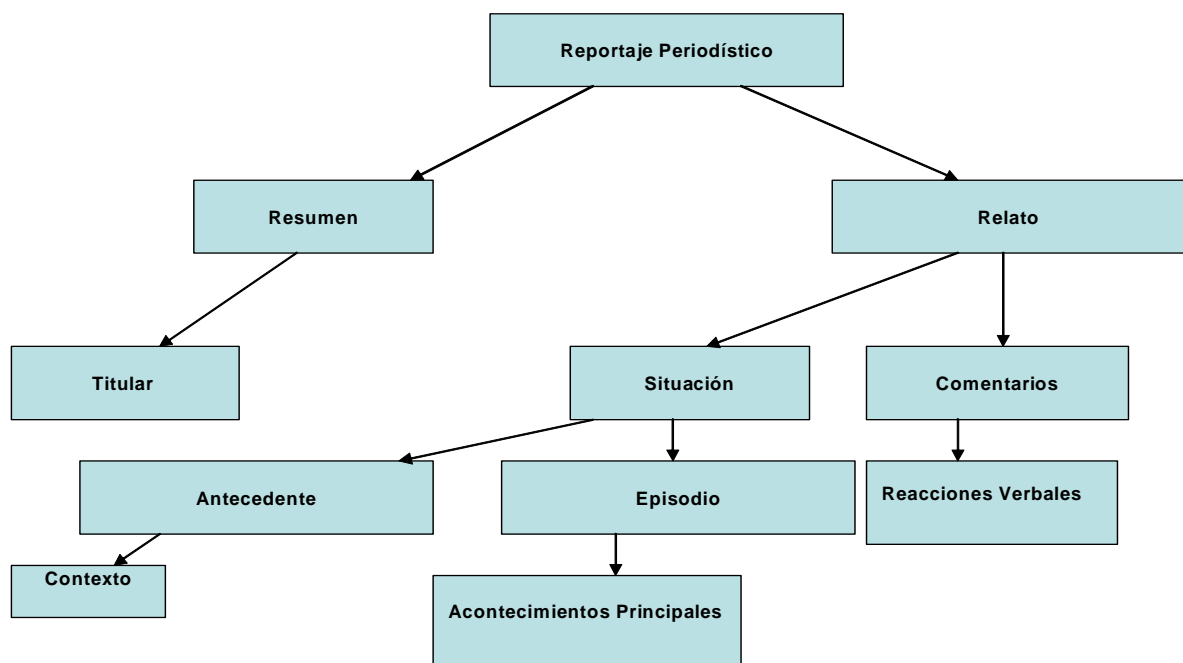 Reportaje Periodístico
Resumen
Relato
Titular
Situación
Comentarios
Antecedente
Episodio
Reacciones Verbales
Contexto
Acontecimientos Principales